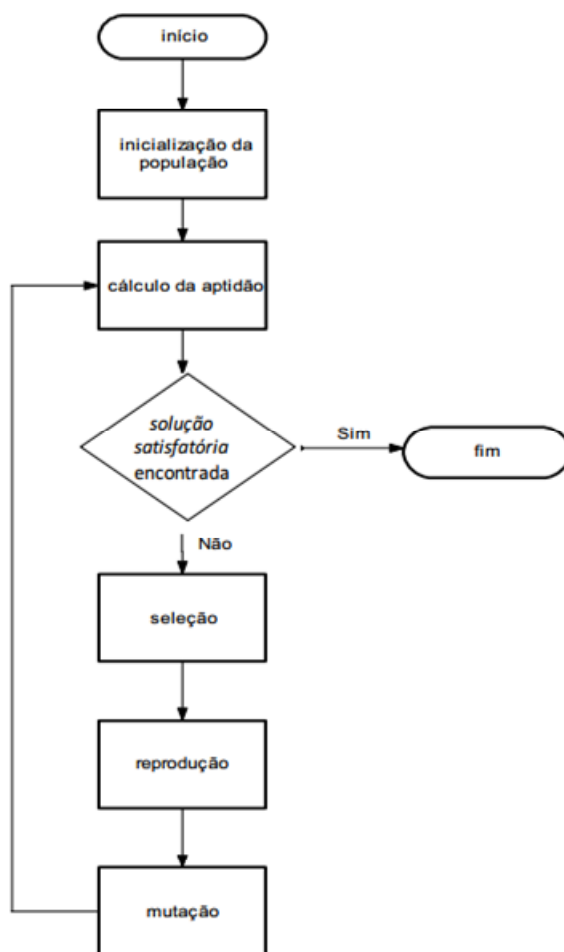 início
inicialização da
população
cálculo da aptidão
solução
satisfatória
encontrada
Sim
fim
Não
seleção
reprodução
mutação